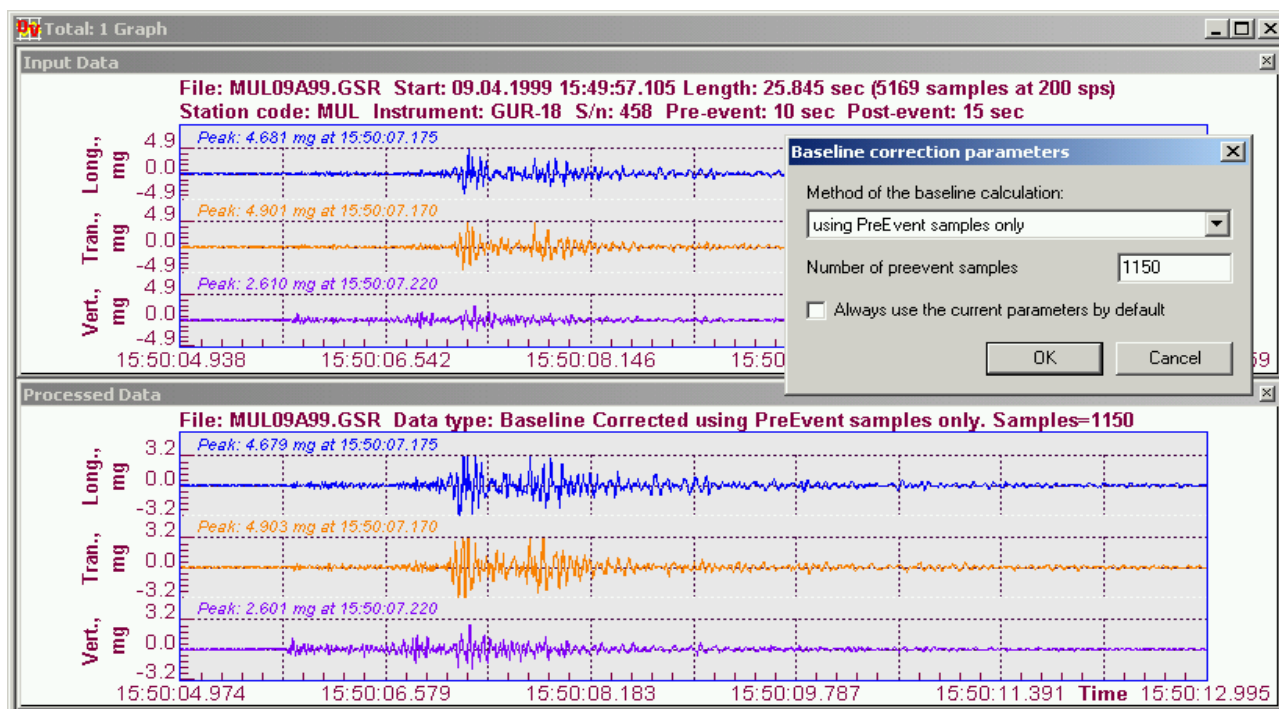 Total: 1 Graph
Input Data
File: MUL09A99.GSR Start: 09.04.1999 15:49:57.105 Length: 25.845 sec (5169 samples at 200 sps)
Station code: MUL Instrument: GUR-18 S/n: 458 Pre-event: 10 sec Post-event: 15 sec
Long., mg
4.9
0.0
-4.9
Peak: 4.681 mg at 15:50:07.175
Tran., mg
4.9
0.0
-4.9
Peak: 4.901 mg at 15:50:07.170
Vert., mg
4.9
0.0
-4.9
Peak: 2.610 mg at 15:50:07.220
15:50:04.938 15:50:06.542 15:50:08.146 15:50 59
Baseline correction parameters
Method of the baseline calculation:
using PreEvent samples only
Number of preevent samples 1150
Always use the current parameters by default
OK Cancel
Processed Data
File: MUL09A99.GSR Data type: Baseline Corrected using PreEvent samples only. Samples=1150
Long., mg
3.2
0.0
-3.2
Peak: 4.679 mg at 15:50:07.175
Tran., mg
3.2
0.0
-3.2
Peak: 4.903 mg at 15:50:07.170
Vert., mg
3.2
0.0
-3.2
Peak: 2.601 mg at 15:50:07.220
15:50:04.974 15:50:06.579 15:50:08.183 15:50:09.787 15:50:11.391 Time 15:50:12.995